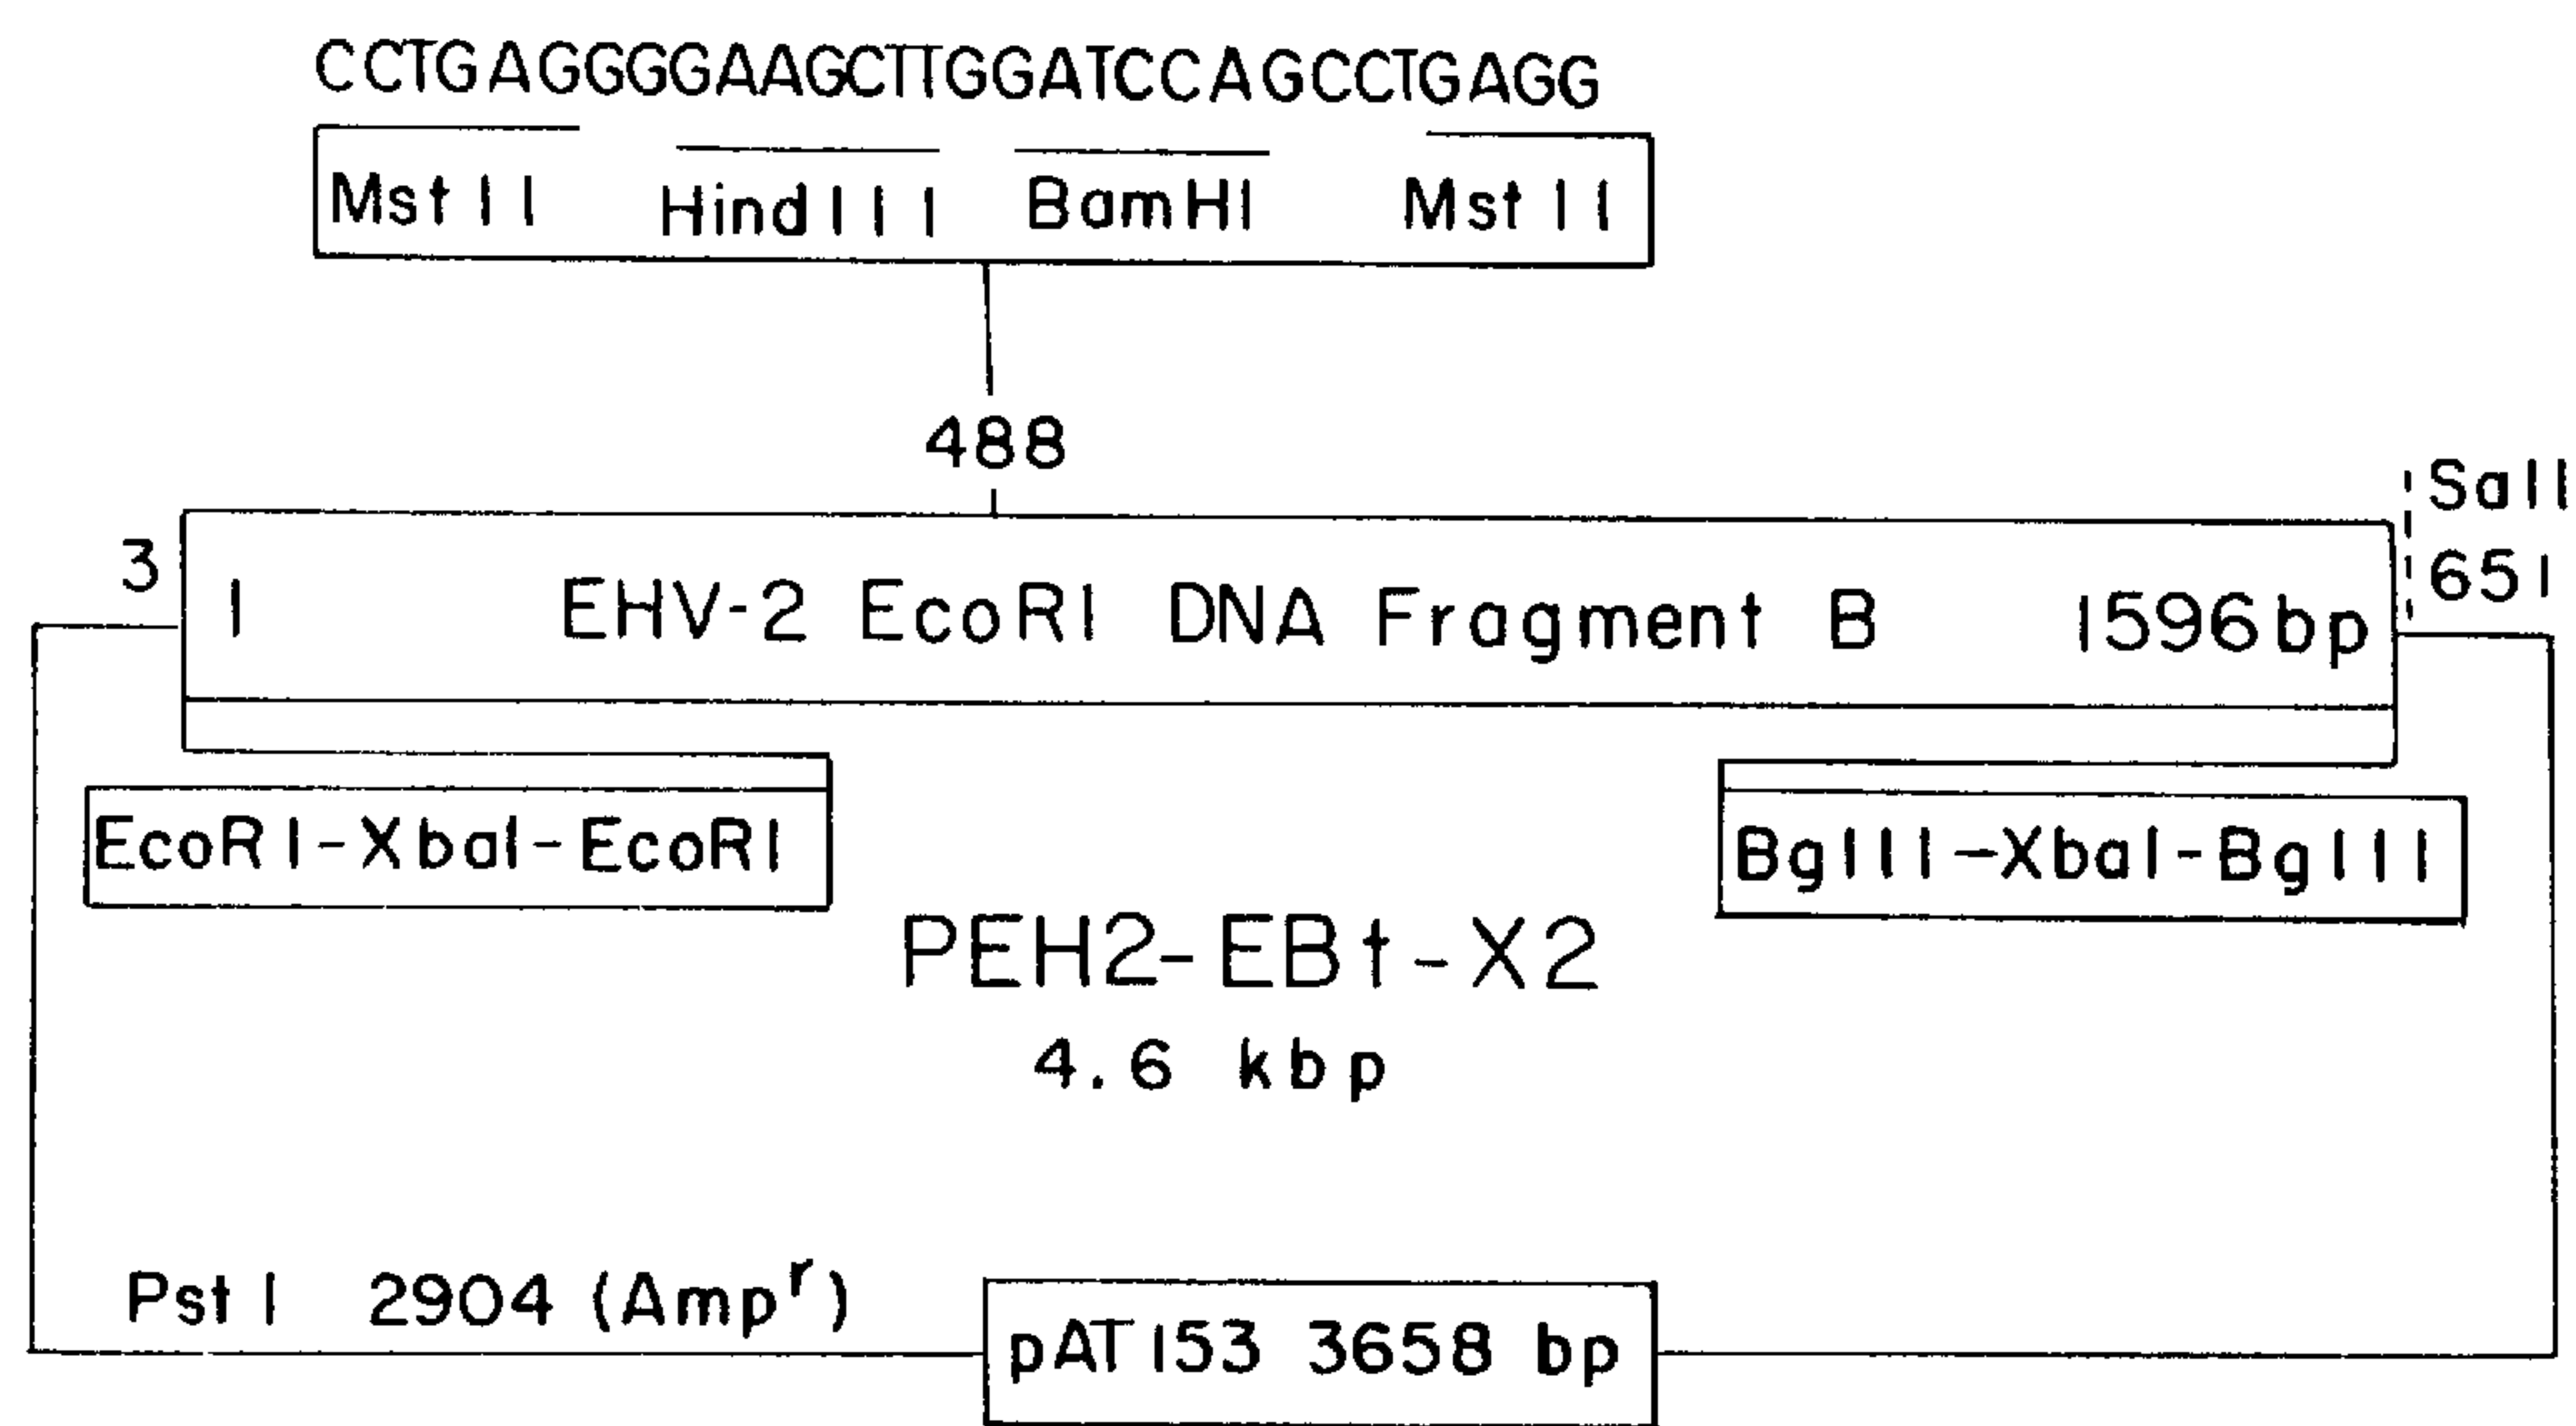 CCTGAGGGGAAGCTTGGATCCAGCCTGAGG
MstII HindIII BamHI MstII
488
SalI
3
651
1 EHV-2 EcoRI DNA Fragment B 1596bp
EcoRI-XbaI-EcoRI
BglII-XbaI-BglII
PEH2-EBt-X2
4.6 kbp
PstI 2904 (Ampʳ)
pAT153 3658 bp